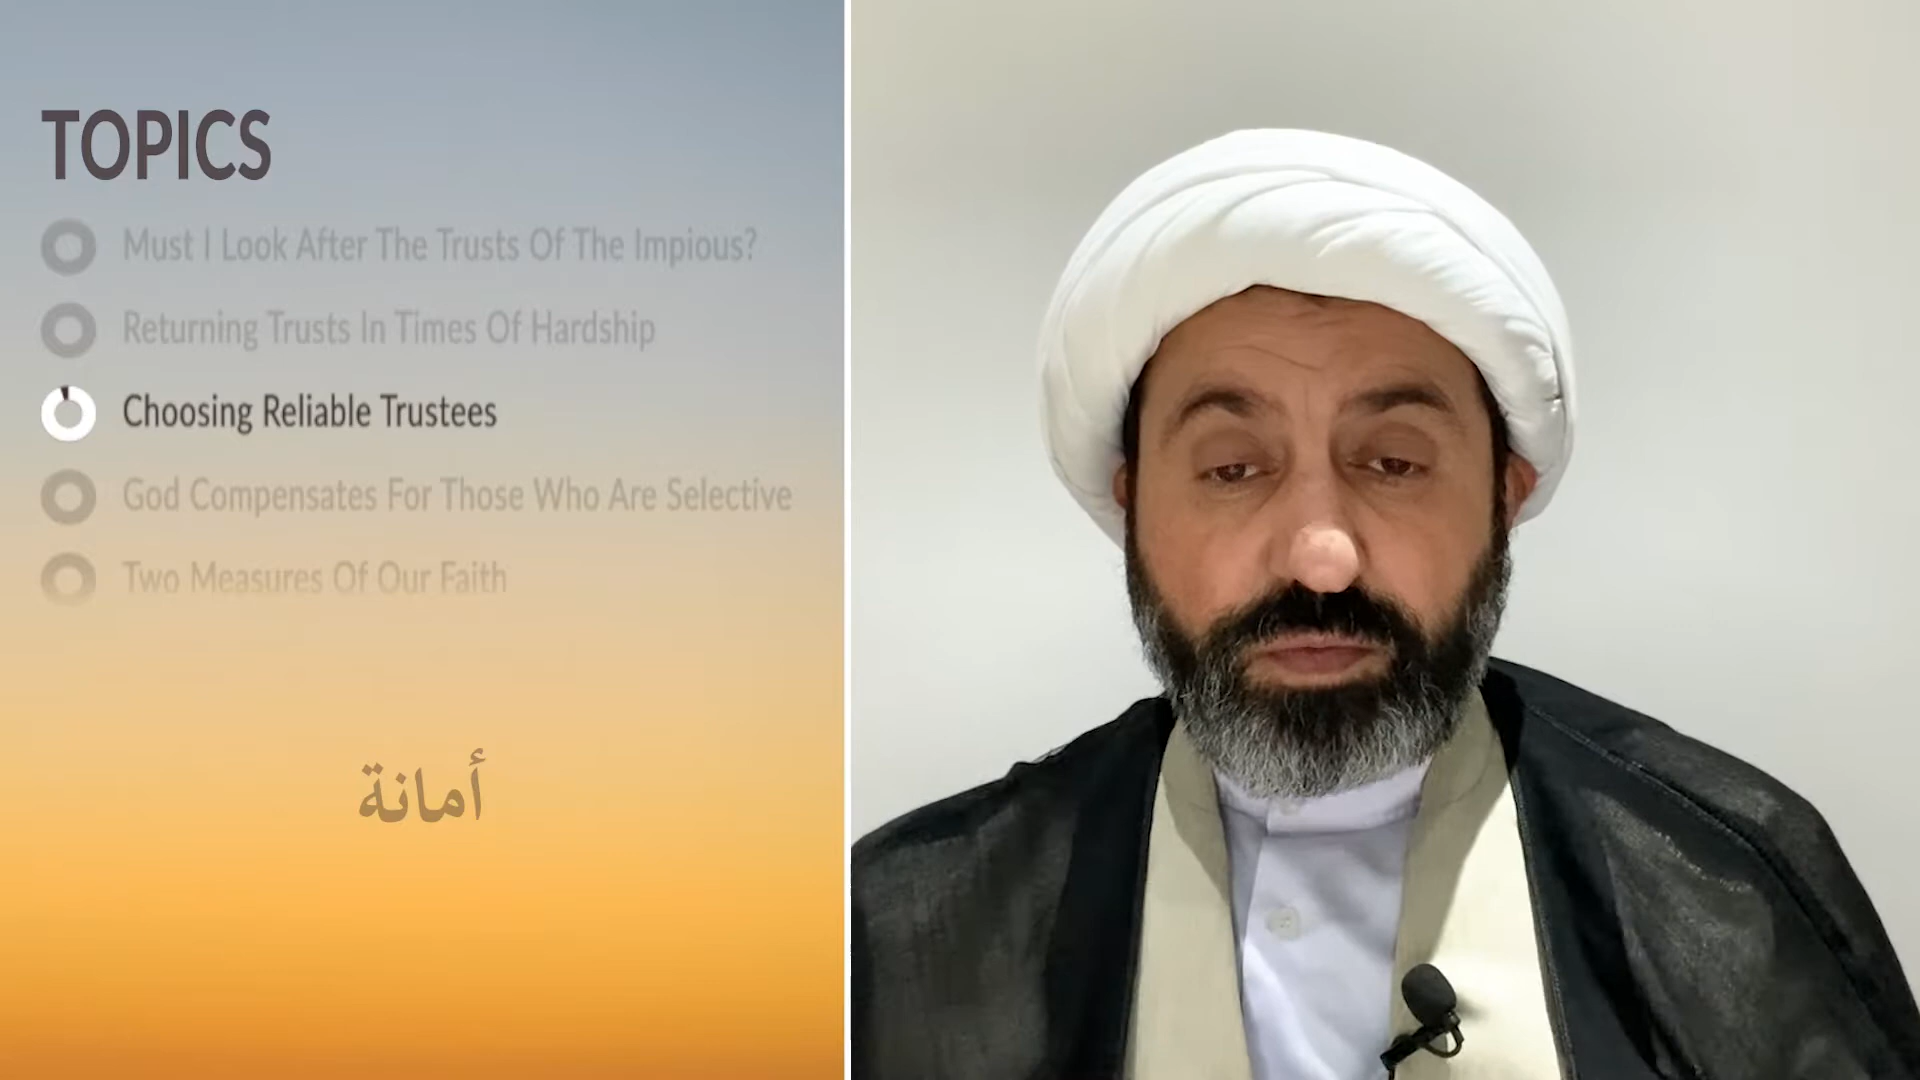 TOPICS
Must I Look After The Trusts Of The Impious?
Returning Trusts In Times Of Hardship
Choosing Reliable Trustees
God Compensates For Those Who Are Selective
Two Measures Of Our Faith
أمانة